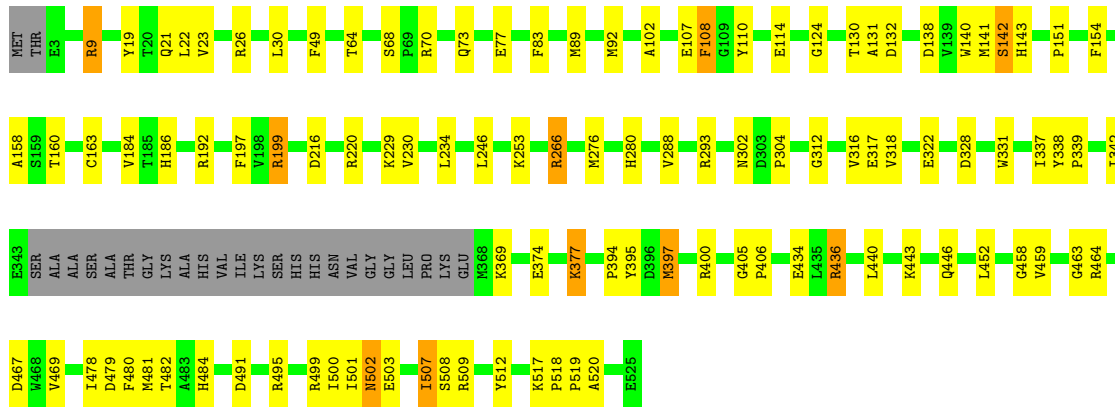 MET THR E3 R9 Y19 T20 Q21 L22 V23 R26 L30 F49 T64 S68 P69 R70 Q73 E77 F83 M89 M92 A102 E107 F108 G109 Y110 E114 G124 T130 A131 D132 D138 V139 W140 M141 S142 H143 P151 F154
A158 S159 T160 C163 V184 T185 H186 R192 F197 V198 R199 D216 R220 K229 V230 L234 L246 K253 R266 M276 H280 V288 R293 N302 D303 P304 G312 V316 E317 V318 E322 D328 W331 I337 Y338 P339
E343 SER ALA ALA SER ALA THR GLY LYS ALA HIS VAL ILE LYS SER HIS HIS ASN VAL GLY GLY LEU PRO LYS GLU M368 K369 E374 K377 P394 Y395 D396 M397 R400 G405 P406 E434 L435 R436 L440 K443 Q446 L452 G458 V459 G463 R464
D467 W468 V469 I478 D479 F480 M481 T482 A483 H484 D491 R495 R499 I500 I501 N502 E503 I507 S508 R509 Y512 K517 P518 P519 A520 E525